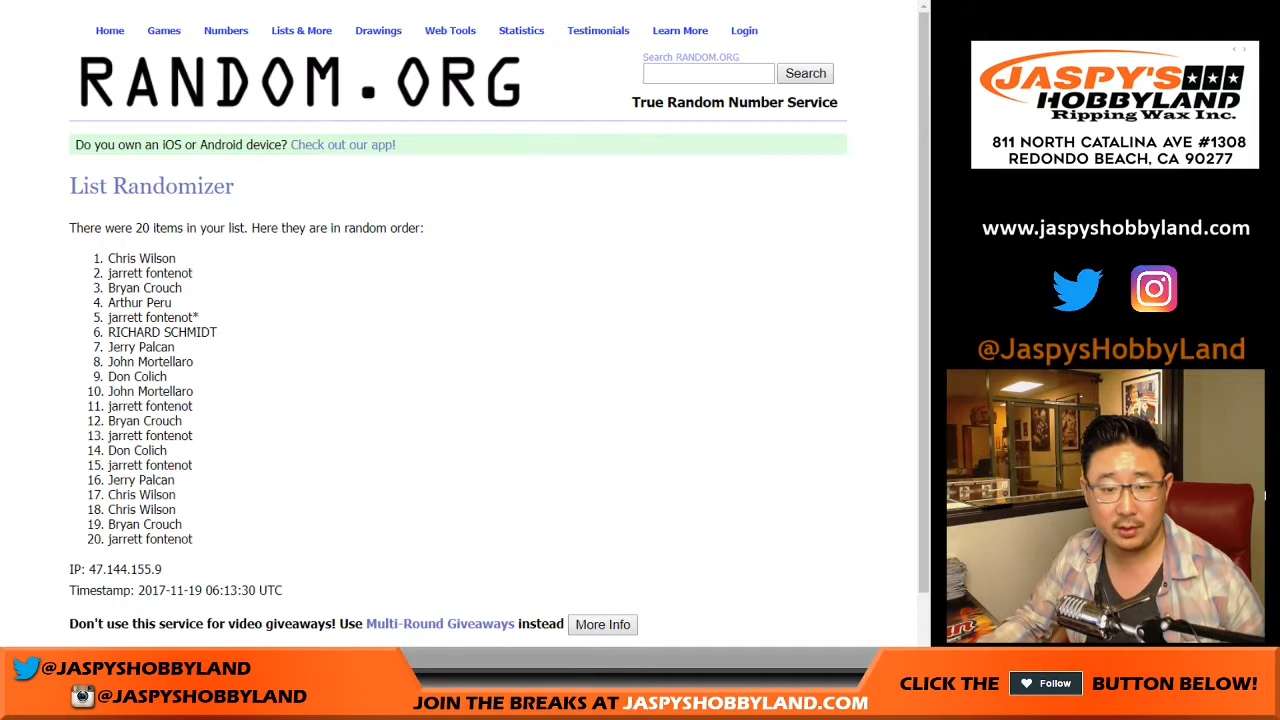 Home Games Numbers Lists & More Drawings Web Tools Statistics Testimonials Learn More Login
RANDOM.ORG
Search RANDOM.ORG
Search
True Random Number Service
Do you own an iOS or Android device? Check out our app!
List Randomizer
There were 20 items in your list. Here they are in random order:
1. Chris Wilson
2. jarrett fontenot
3. Bryan Crouch
4. Arthur Peru
5. jarrett fontenot*
6. RICHARD SCHMIDT
7. Jerry Palcan
8. John Mortellaro
9. Don Colich
10. John Mortellaro
11. jarrett fontenot
12. Bryan Crouch
13. jarrett fontenot
14. Don Colich
15. jarrett fontenot
16. Jerry Palcan
17. Chris Wilson
18. Chris Wilson
19. Bryan Crouch
20. jarrett fontenot
IP: 47.144.155.9
Timestamp: 2017-11-19 06:13:30 UTC
Don't use this service for video giveaways! Use Multi-Round Giveaways instead More Info
JASPY'S
HOBBYLAND
Ripping Wax Inc.
811 NORTH CATALINA AVE #1308
REDONDO BEACH, CA 90277
www.jaspyshobbyland.com
@JaspysHobbyLand
@JASPYSHOBBYLAND
@JASPYSHOBBYLAND
JOIN THE BREAKS AT JASPYSHOBBYLAND.COM
CLICK THE Follow BUTTON BELOW!